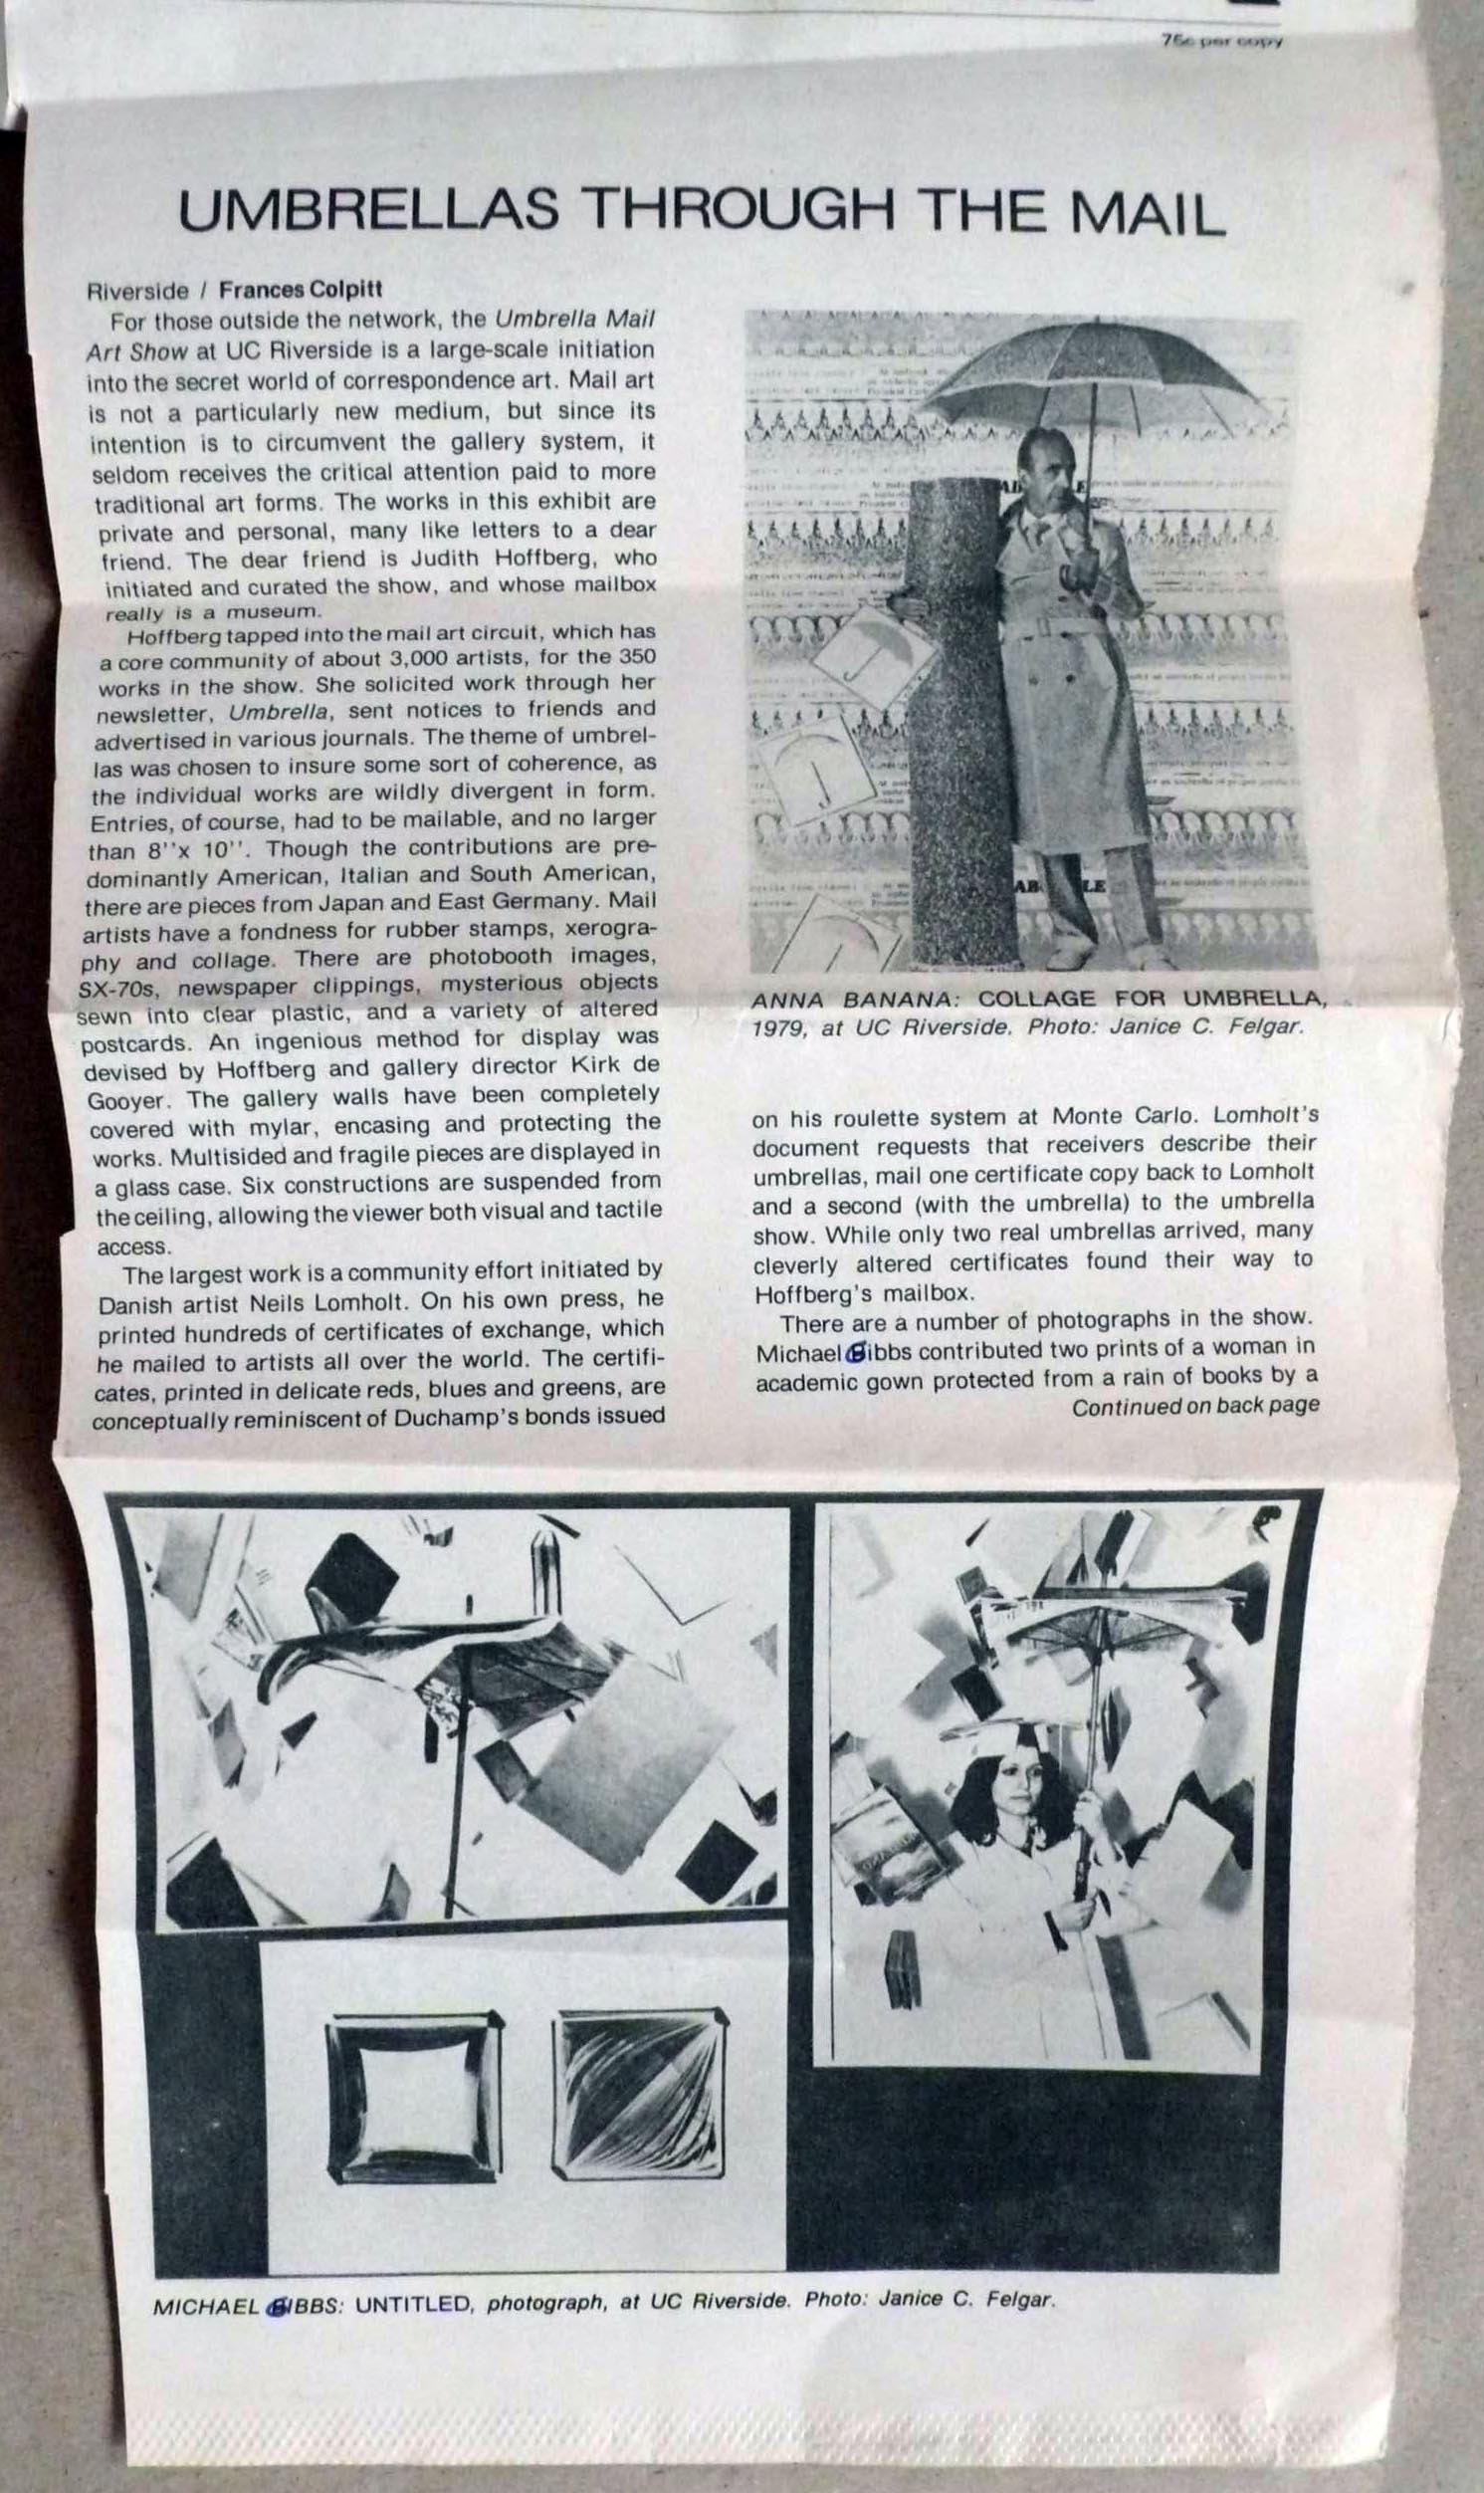 75c per copy
UMBRELLAS THROUGH THE MAIL
Riverside / Frances Colpitt
For those outside the network, the Umbrella Mail
Art Show at UC Riverside is a large-scale initiation
into the secret world of correspondence art. Mail art
is not a particularly new medium, but since its
intention is to circumvent the gallery system, it
seldom receives the critical attention paid to more
traditional art forms. The works in this exhibit are
private and personal, many like letters to a dear
friend. The dear friend is Judith Hoffberg, who
initiated and curated the show, and whose mailbox
really is a museum.
Hoffberg tapped into the mail art circuit, which has
a core community of about 3,000 artists, for the 350
works in the show. She solicited work through her
newsletter, Umbrella, sent notices to friends and
advertised in various journals. The theme of umbrel-
las was chosen to insure some sort of coherence, as
the individual works are wildly divergent in form.
Entries, of course, had to be mailable, and no larger
than 8''x 10''. Though the contributions are pre-
dominantly American, Italian and South American,
there are pieces from Japan and East Germany. Mail
artists have a fondness for rubber stamps, xerogra-
phy and collage. There are photobooth images,
SX-70s, newspaper clippings, mysterious objects
sewn into clear plastic, and a variety of altered
postcards. An ingenious method for display was
devised by Hoffberg and gallery director Kirk de
Gooyer. The gallery walls have been completely
covered with mylar, encasing and protecting the
works. Multisided and fragile pieces are displayed in
a glass case. Six constructions are suspended from
the ceiling, allowing the viewer both visual and tactile
access.
The largest work is a community effort initiated by
Danish artist Neils Lomholt. On his own press, he
printed hundreds of certificates of exchange, which
he mailed to artists all over the world. The certifi-
cates, printed in delicate reds, blues and greens, are
conceptually reminiscent of Duchamp's bonds issued
ANNA BANANA: COLLAGE FOR UMBRELLA,
1979, at UC Riverside. Photo: Janice C. Felgar.
on his roulette system at Monte Carlo. Lomholt's
document requests that receivers describe their
umbrellas, mail one certificate copy back to Lomholt
and a second (with the umbrella) to the umbrella
show. While only two real umbrellas arrived, many
cleverly altered certificates found their way to
Hoffberg's mailbox.
There are a number of photographs in the show.
Michael Gibbs contributed two prints of a woman in
academic gown protected from a rain of books by a
Continued on back page
MICHAEL GIBBS: UNTITLED, photograph, at UC Riverside. Photo: Janice C. Felgar.